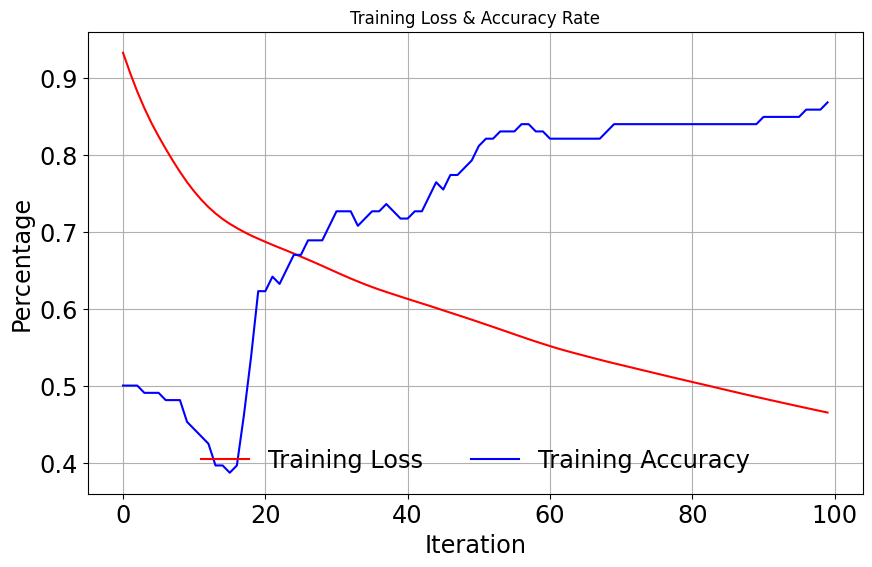 Training Loss & Accuracy Rate
Percentage
0.9
0.8
0.7
0.6
0.5
0.4
Training Loss
Training Accuracy
0 20 40 60 80 100
Iteration